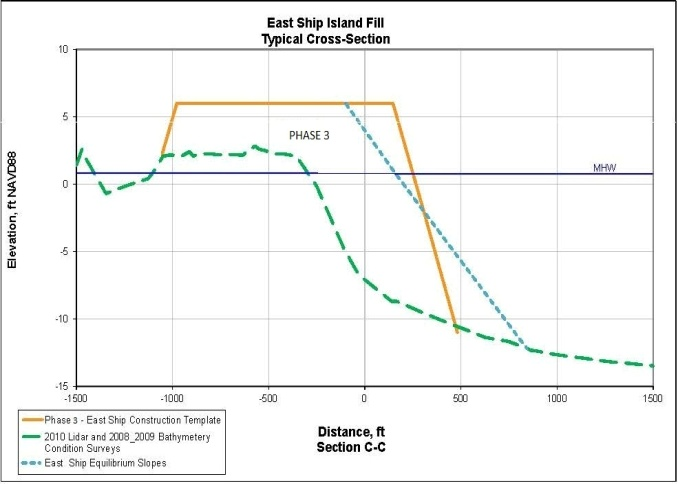 East Ship Island Fill
Typical Cross-Section
10
5
0
-5
-10
-15
Elevation, ft NAVD88
PHASE 3
MHW
-1500 -1000 -500 0 500 1000 1500
Distance, ft
Section C-C
Phase 3 - East Ship Construction Template
2010 Lidar and 2008_2009 Bathymetery
Condition Surveys
East Ship Equilibrium Slopes